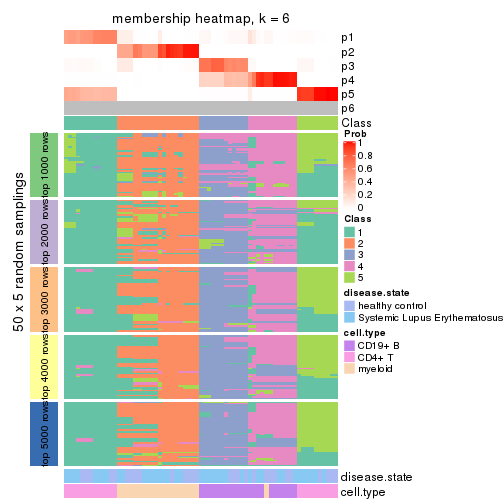 membership heatmap, k = 6
p1
p2
p3
p4
p5
p6
Class
50 x 5 random samplings
top 1000 rows
top 2000 rows
top 3000 rows
top 4000 rows
top 5000 rows
Prob
1
0.8
0.6
0.4
0.2
0
Class
1
2
3
4
5
disease.state
healthy control
Systemic Lupus Erythematosus
cell.type
CD19+ B
CD4+ T
myeloid
disease.state
cell.type